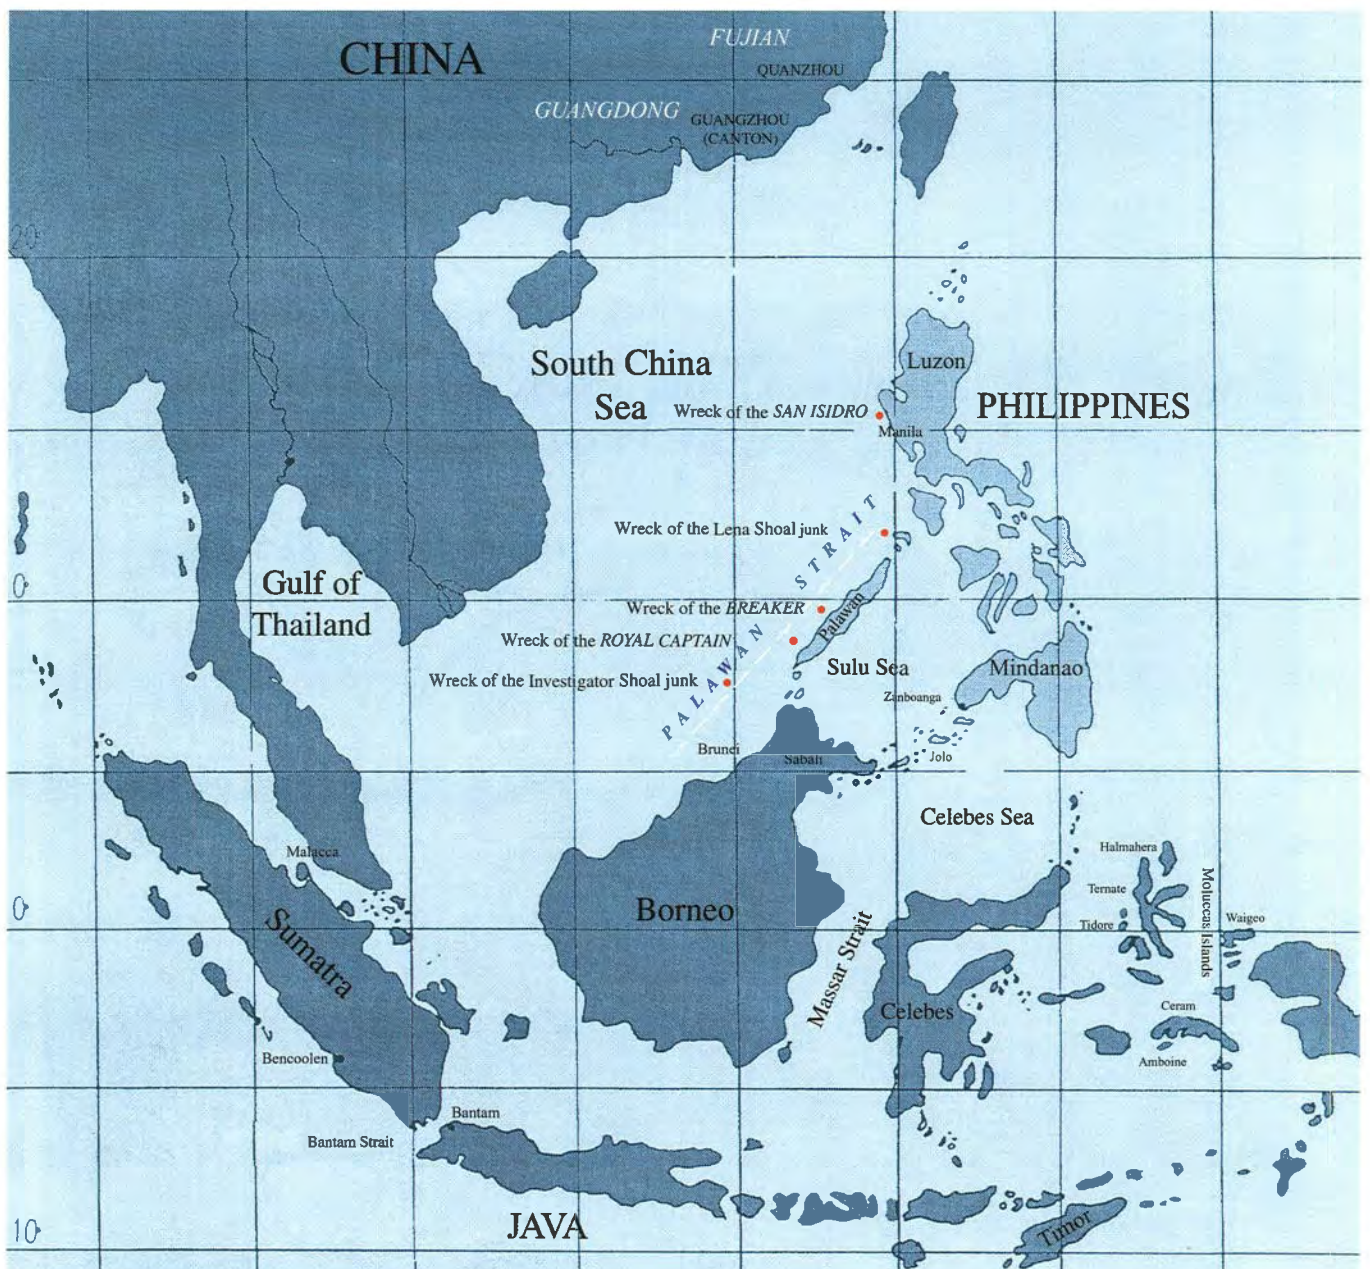 FUJIAN
CHINA
QUANZHOU
GUANGDONG
GUANGZHOU
(CANTON)
20°
Luzon
South China
Sea
Wreck of the SAN ISIDRO
PHILIPPINES
Manila
Wreck of the Lena Shoal junk
PALAWAN STRAIT
0°
Gulf of
Thailand
Wreck of the BREAKER
Palawan
Wreck of the ROYAL CAPTAIN
Sulu Sea
Mindanao
Wreck of the Investigator Shoal junk
Zanboanga
Brunei
Sabah
Jolo
Celebes Sea
Malacca
Halmahera
Ternate
Moluccas Islands
0°
Sumatra
Borneo
Tidore
Waigeo
Massar Strait
Celebes
Ceram
Bencoolen
Amboine
Bantam
Bantam Strait
10°
JAVA
Timor